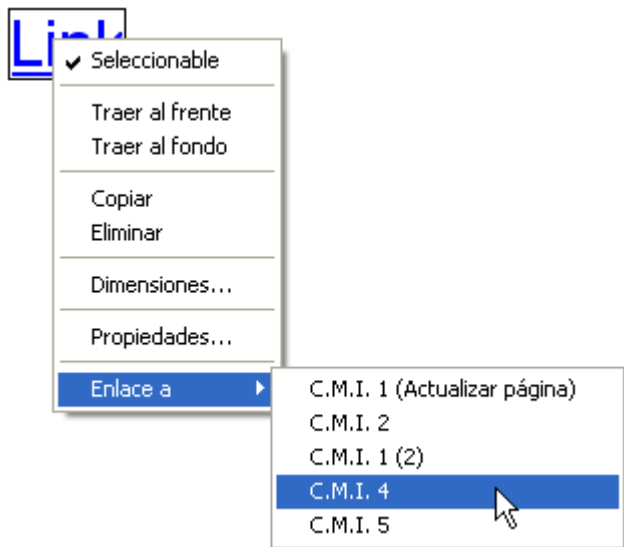 Link
Seleccionable
Traer al frente
Traer al fondo
Copiar
Eliminar
Dimensiones...
Propiedades...
Enlace a
C.M.I. 1 (Actualizar página)
C.M.I. 2
C.M.I. 1 (2)
C.M.I. 4
C.M.I. 5